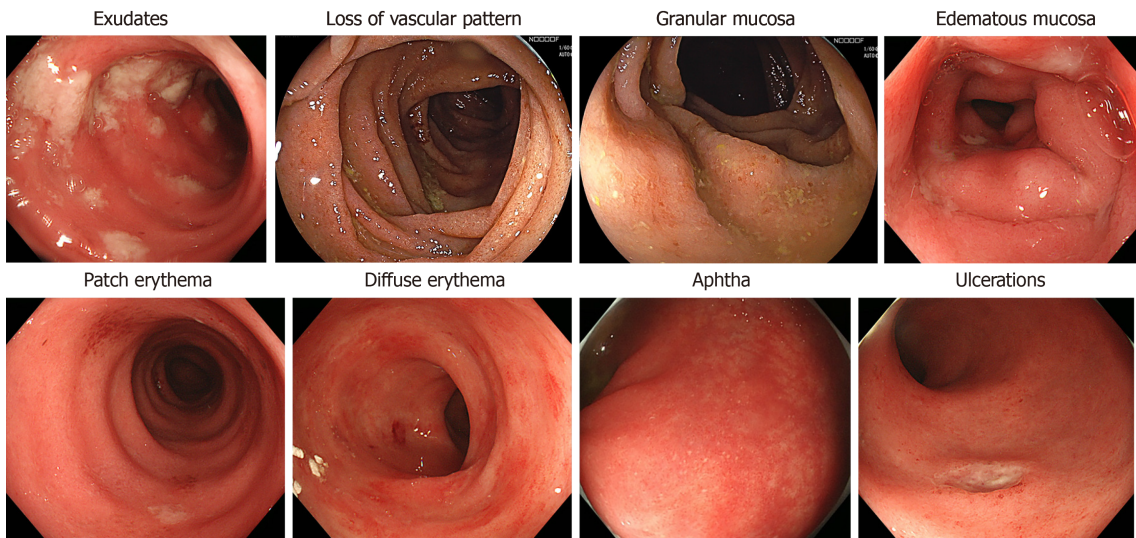 Exudates
Loss of vascular pattern
Granular mucosa
Edematous mucosa
Patch erythema
Diffuse erythema
Aphtha
Ulcerations